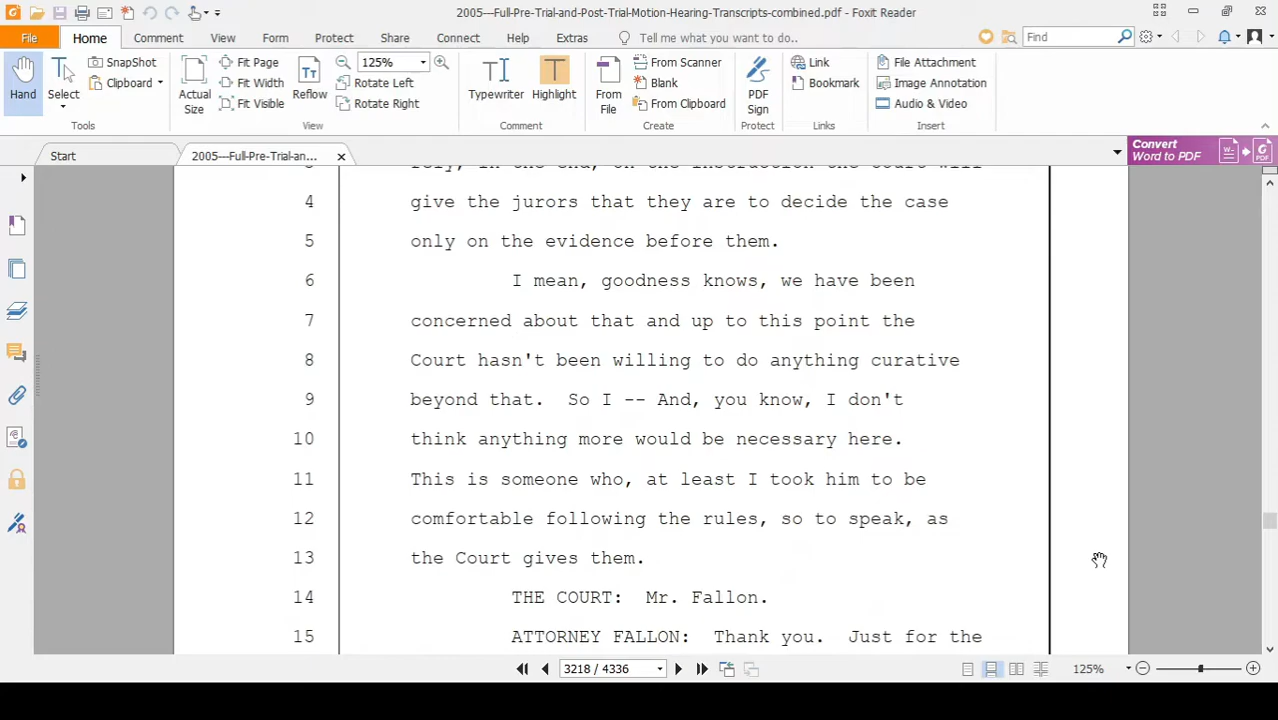 2005---Full-Pre-Trial-and-Post-Trial-Motion-Hearing-Transcripts-combined.pdf - Foxit Reader
File Home Comment View Form Protect Share Connect Help Extras Tell me what you want to do.. Find
Hand
Select
SnapShot
Clipboard
Tools
Actual Size
Fit Page
Fit Width
Fit Visible
Reflow
125%
Rotate Left
Rotate Right
View
Typewriter
Highlight
Comment
From File
From Scanner
Blank
From Clipboard
Create
PDF Sign
Protect
Link
Bookmark
Links
File Attachment
Image Annotation
Audio & Video
Insert
Start
2005---Full-Pre-Trial-an...
Convert
Word to PDF
4 give the jurors that they are to decide the case
5 only on the evidence before them.
6 I mean, goodness knows, we have been
7 concerned about that and up to this point the
8 Court hasn't been willing to do anything curative
9 beyond that. So I -- And, you know, I don't
10 think anything more would be necessary here.
11 This is someone who, at least I took him to be
12 comfortable following the rules, so to speak, as
13 the Court gives them.
14 THE COURT: Mr. Fallon.
15 ATTORNEY FALLON: Thank you. Just for the
3218 / 4336
125%